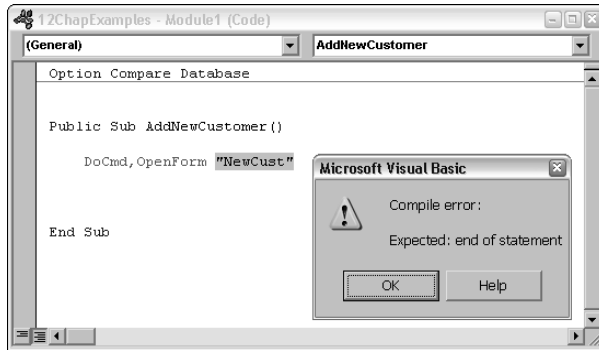 12ChapExamples - Module1 (Code)
(General)
AddNewCustomer
Option Compare Database
Public Sub AddNewCustomer()
DoCmd,OpenForm "NewCust"
End Sub
Microsoft Visual Basic
Compile error:
Expected: end of statement
OK
Help